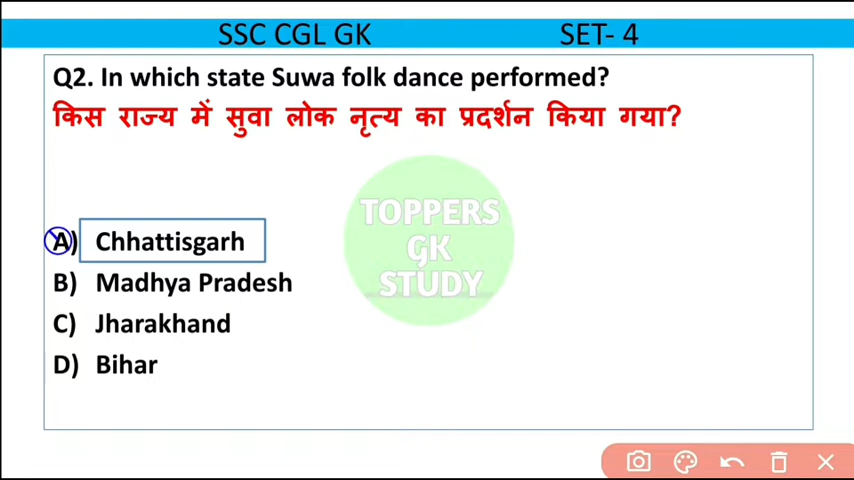 SSC CGL GK SET- 4
Q2. In which state Suwa folk dance performed?
किस राज्य में सुवा लोक नृत्य का प्रदर्शन किया गया?
TOPPERS
GK
STUDY
A) Chhattisgarh
B) Madhya Pradesh
C) Jharakhand
D) Bihar